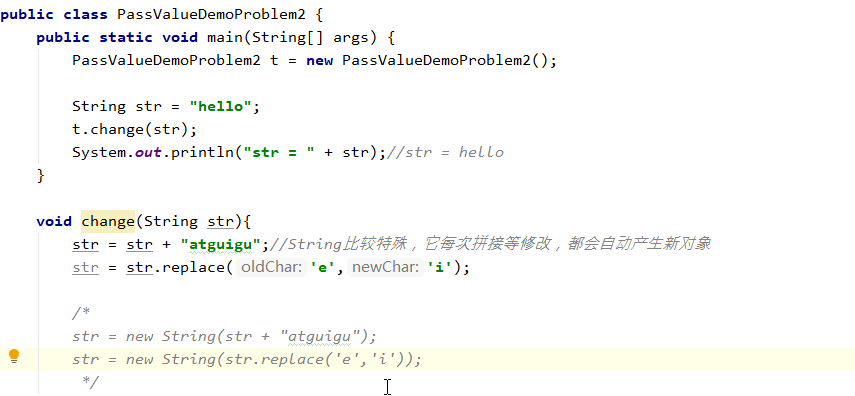 public class PassValueDemoProblem2 {
public static void main(String[] args) {
PassValueDemoProblem2 t = new PassValueDemoProblem2();
String str = "hello";
t.change(str);
System.out.println("str = " + str);//str = hello
}
void change(String str){
str = str + "atguigu";//String比较特殊，它每次拼接等修改，都会自动产生新对象
str = str.replace( oldChar: 'e', newChar: 'i');
/*
str = new String(str + "atguigu");
str = new String(str.replace('e','i'));
*/